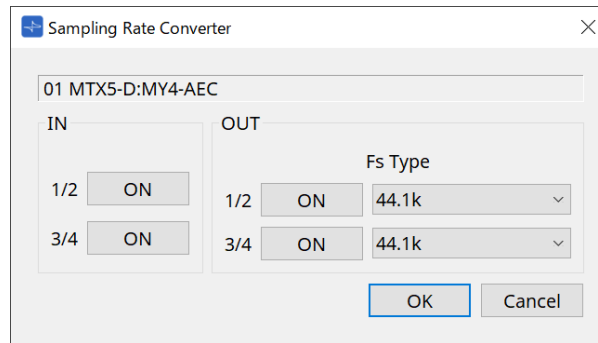 Sampling Rate Converter
01 MTX5-D:MY4-AEC
IN
OUT
Fs Type
1/2 ON
1/2 ON 44.1k
3/4 ON
3/4 ON 44.1k
OK Cancel